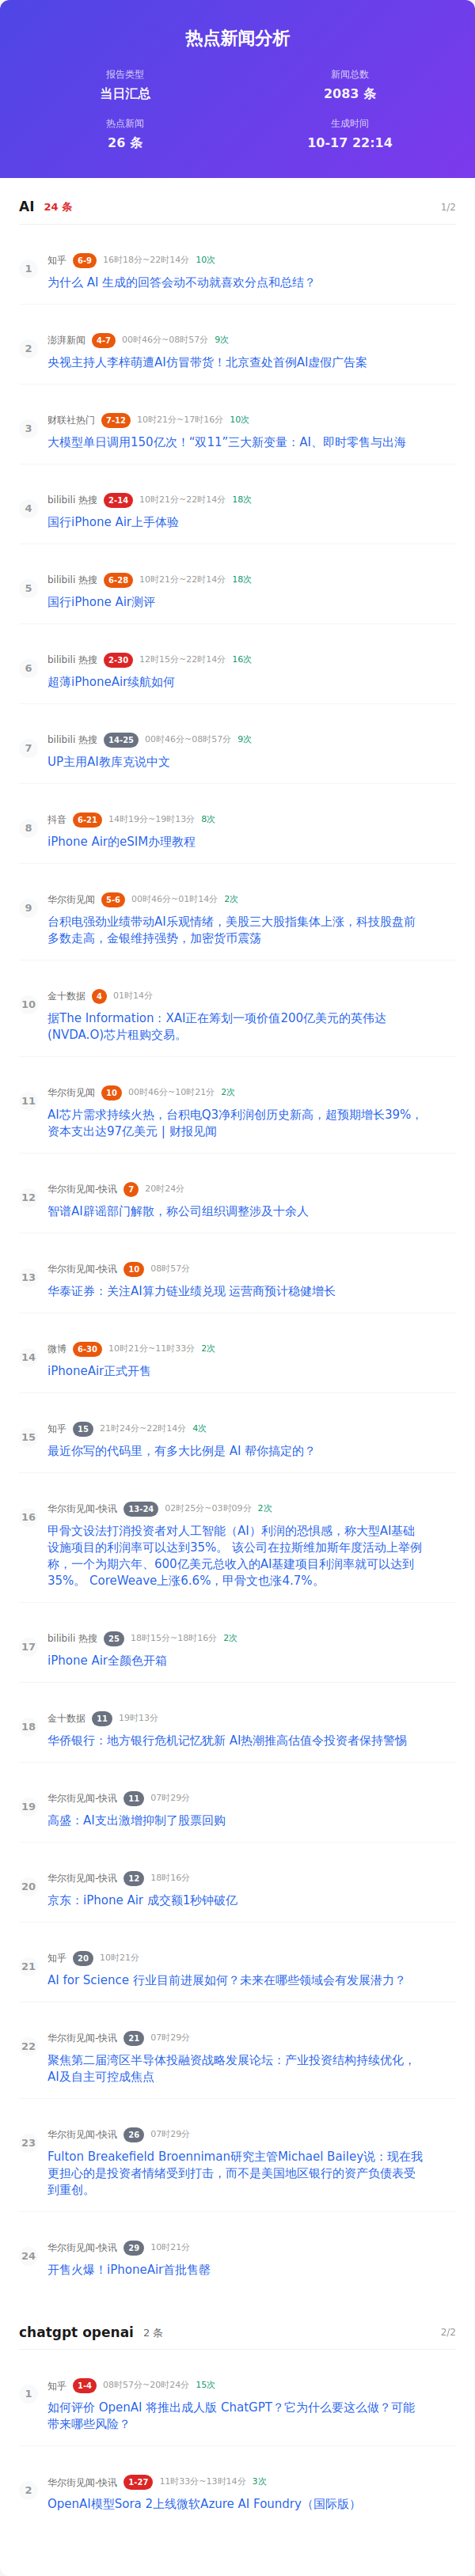 热点新闻分析
报告类型
新闻总数
当日汇总
2083 条
热点新闻
生成时间
26 条
10-17 22:14
AI 24 条 1/2
1
知乎 6-9 16时18分~22时14分 10次
为什么 AI 生成的回答会动不动就喜欢分点和总结？
2
澎湃新闻 4-7 00时46分~08时57分 9次
央视主持人李梓萌遭AI仿冒带货！北京查处首例AI虚假广告案
3
财联社热门 7-12 10时21分~17时16分 10次
大模型单日调用150亿次！“双11”三大新变量：AI、即时零售与出海
4
bilibili 热搜 2-14 10时21分~22时14分 18次
国行iPhone Air上手体验
5
bilibili 热搜 6-28 10时21分~22时14分 18次
国行iPhone Air测评
6
bilibili 热搜 2-30 12时15分~22时14分 16次
超薄iPhoneAir续航如何
7
bilibili 热搜 14-25 00时46分~08时57分 9次
UP主用AI教库克说中文
8
抖音 6-21 14时19分~19时13分 8次
iPhone Air的eSIM办理教程
9
华尔街见闻 5-6 00时46分~01时14分 2次
台积电强劲业绩带动AI乐观情绪，美股三大股指集体上涨，科技股盘前
多数走高，金银维持强势，加密货币震荡
10
金十数据 4 01时14分
据The Information：XAI正在筹划一项价值200亿美元的英伟达
(NVDA.O)芯片租购交易。
11
华尔街见闻 10 00时46分~10时21分 2次
AI芯片需求持续火热，台积电Q3净利润创历史新高，超预期增长39%，
资本支出达97亿美元 | 财报见闻
12
华尔街见闻-快讯 7 20时24分
智谱AI辟谣部门解散，称公司组织调整涉及十余人
13
华尔街见闻-快讯 10 08时57分
华泰证券：关注AI算力链业绩兑现 运营商预计稳健增长
14
微博 6-30 10时21分~11时33分 2次
iPhoneAir正式开售
15
知乎 15 21时24分~22时14分 4次
最近你写的代码里，有多大比例是 AI 帮你搞定的？
16
华尔街见闻-快讯 13-24 02时25分~03时09分 2次
甲骨文设法打消投资者对人工智能（AI）利润的恐惧感，称大型AI基础
设施项目的利润率可以达到35%。 该公司在拉斯维加斯年度活动上举例
称，一个为期六年、600亿美元总收入的AI基建项目利润率就可以达到
35%。 CoreWeave上涨6.6%，甲骨文也涨4.7%。
17
bilibili 热搜 25 18时15分~18时16分 2次
iPhone Air全颜色开箱
18
金十数据 11 19时13分
华侨银行：地方银行危机记忆犹新 AI热潮推高估值令投资者保持警惕
19
华尔街见闻-快讯 11 07时29分
高盛：AI支出激增抑制了股票回购
20
华尔街见闻-快讯 12 18时16分
京东：iPhone Air 成交额1秒钟破亿
21
知乎 20 10时21分
AI for Science 行业目前进展如何？未来在哪些领域会有发展潜力？
22
华尔街见闻-快讯 21 07时29分
聚焦第二届湾区半导体投融资战略发展论坛：产业投资结构持续优化，
AI及自主可控成焦点
23
华尔街见闻-快讯 26 07时29分
Fulton Breakefield Broenniman研究主管Michael Bailey说：现在我
更担心的是投资者情绪受到打击，而不是美国地区银行的资产负债表受
到重创。
24
华尔街见闻-快讯 29 10时21分
开售火爆！iPhoneAir首批售罄
chatgpt openai 2 条 2/2
1
知乎 1-4 08时57分~20时24分 15次
如何评价 OpenAI 将推出成人版 ChatGPT？它为什么要这么做？可能
带来哪些风险？
2
华尔街见闻-快讯 1-27 11时33分~13时14分 3次
OpenAI模型Sora 2上线微软Azure AI Foundry（国际版）